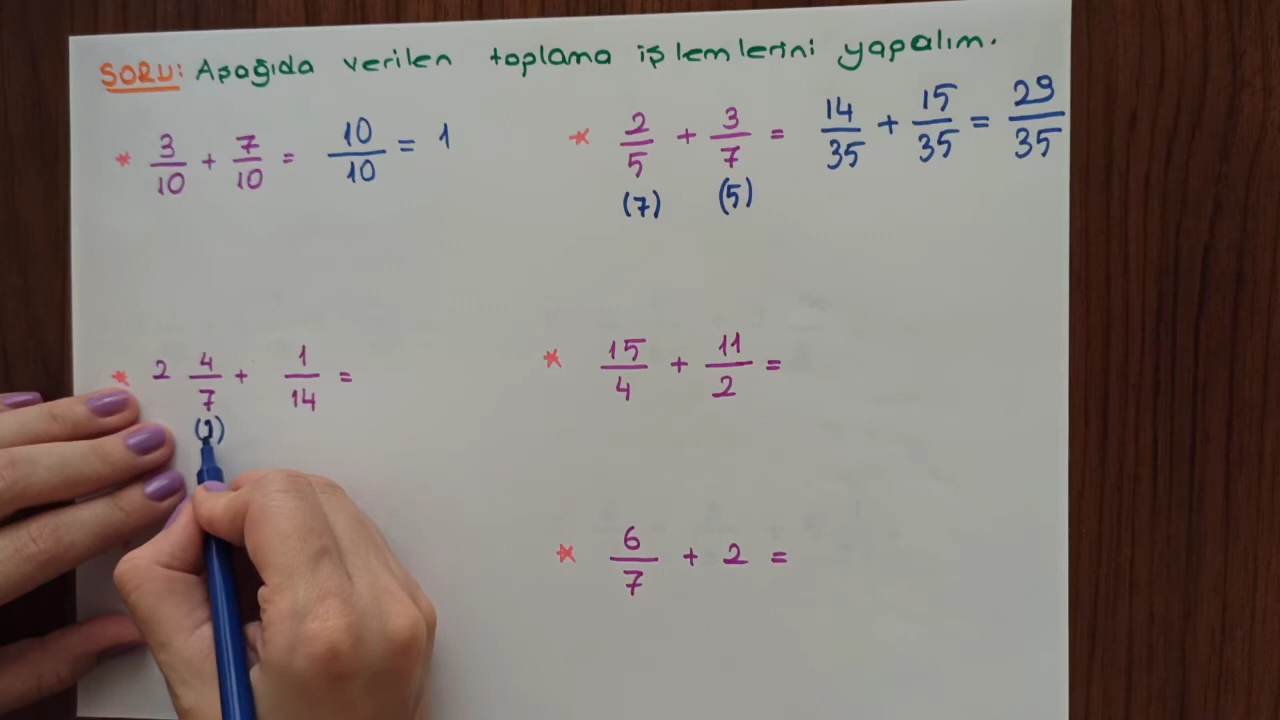 SORU: Aşağıda verilen toplama işlemlerini yapalım.
* 3/10 + 7/10 = 10/10 = 1
* 2/5 + 3/7 = 14/35 + 15/35 = 29/35
(7) (5)
* 2 4/7 + 1/14 =
* 15/4 + 11/2 =
* 6/7 + 2 =